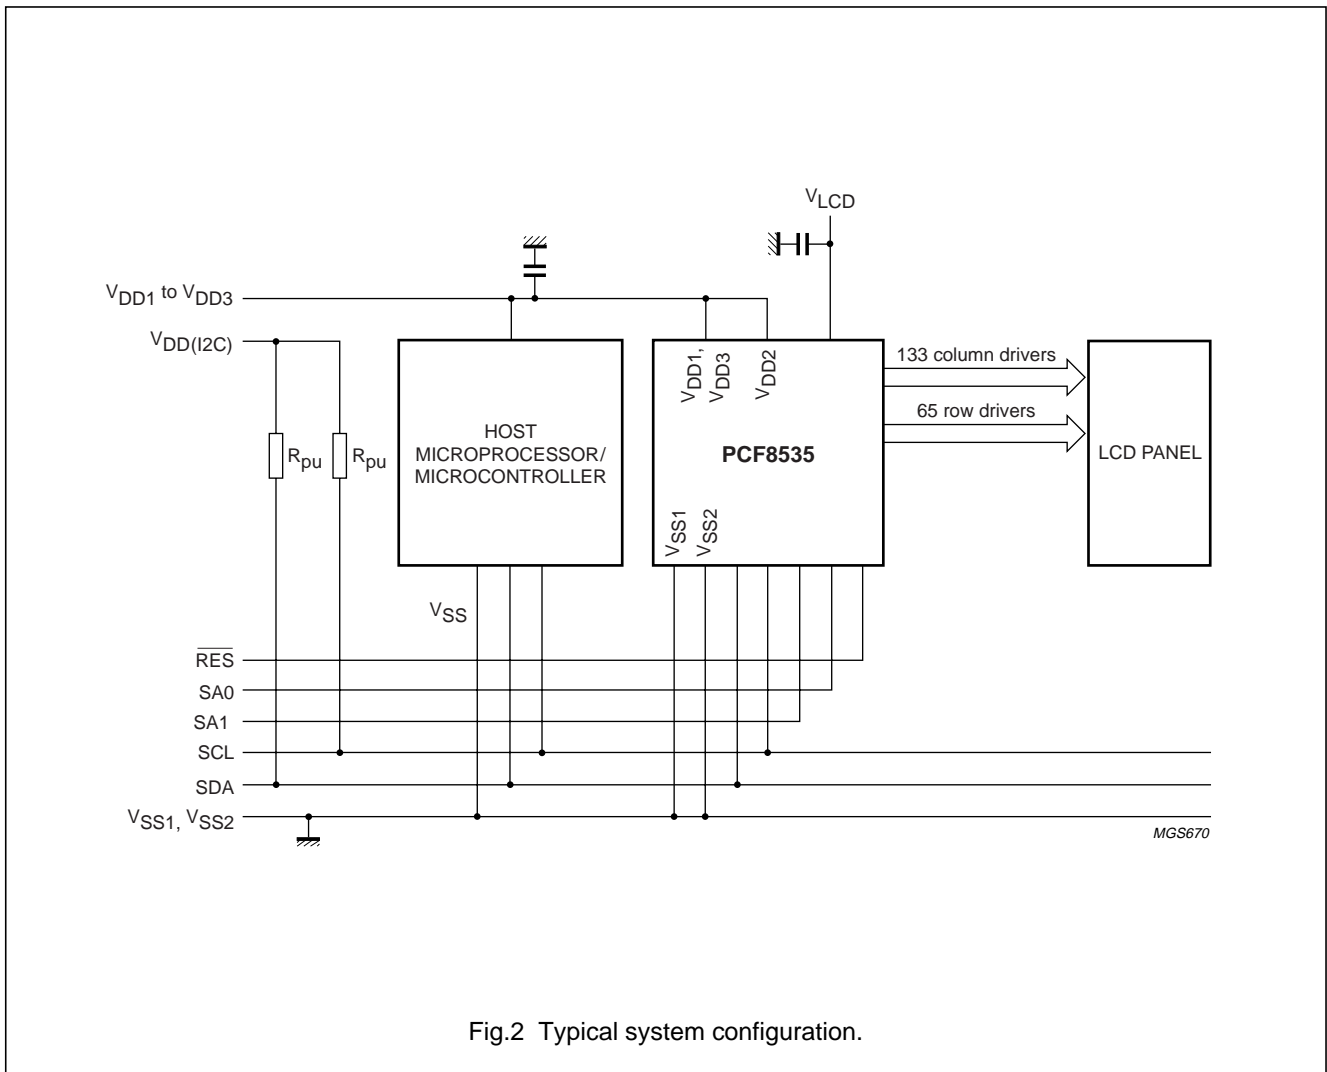 VLCD
VDD1 to VDD3
VDD(I2C)
Rpu
Rpu
HOST
MICROPROCESSOR/
MICROCONTROLLER
VDD1,
VDD3
VDD2
PCF8535
VSS1
VSS2
133 column drivers
65 row drivers
LCD PANEL
VSS
RES
SA0
SA1
SCL
SDA
VSS1, VSS2
MGS670
Fig.2 Typical system configuration.